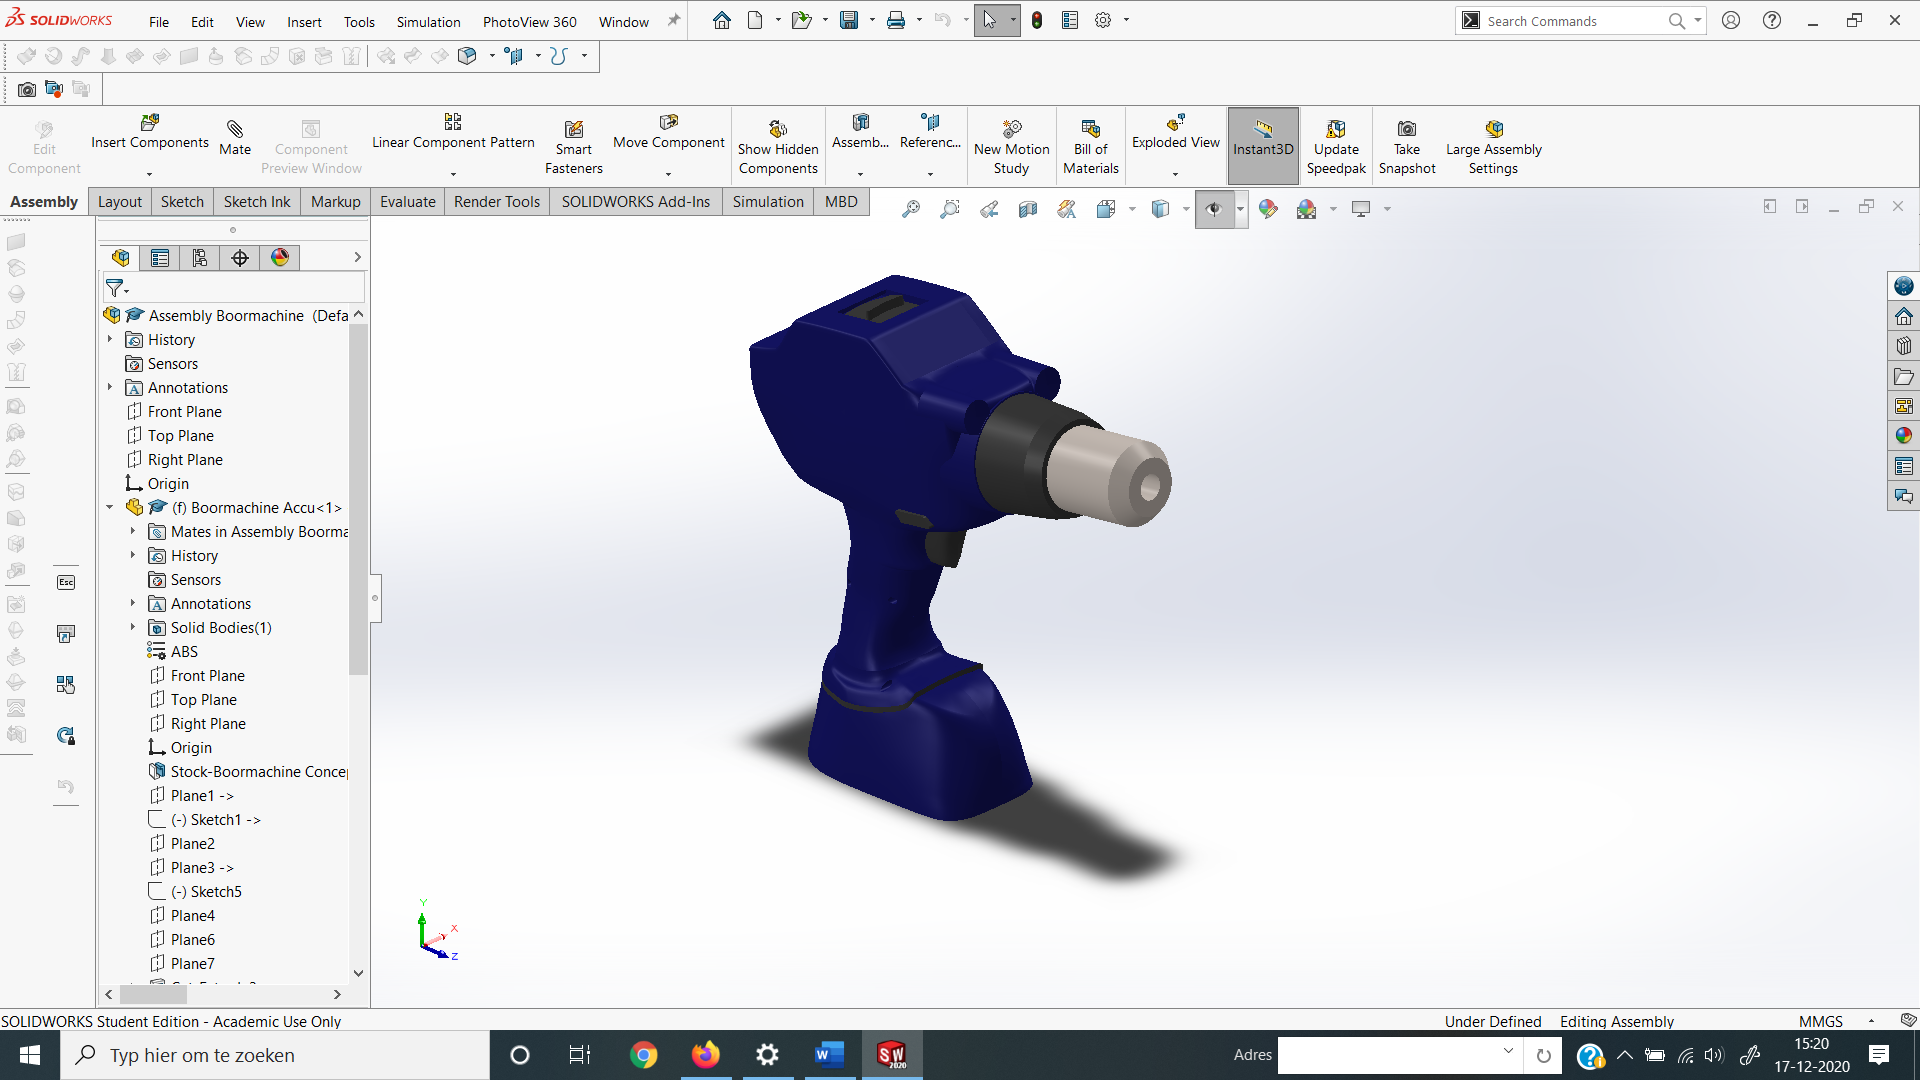 SOLIDWORKS File Edit View Insert Tools Simulation PhotoView 360 Window Search Commands
Edit Component
Insert Components
Mate
Component Preview Window
Linear Component Pattern
Smart Fasteners
Move Component
Show Hidden Components
Assemb...
Referenc...
New Motion Study
Bill of Materials
Exploded View
Instant3D
Update Speedpak
Take Snapshot
Large Assembly Settings
Assembly Layout Sketch Sketch Ink Markup Evaluate Render Tools SOLIDWORKS Add-Ins Simulation MBD
Assembly Boormachine (Defa
History
Sensors
Annotations
Front Plane
Top Plane
Right Plane
Origin
(f) Boormachine Accu<1>
Mates in Assembly Boorma
History
Sensors
Annotations
Solid Bodies(1)
ABS
Front Plane
Top Plane
Right Plane
Origin
Stock-Boormachine Concep
Plane1 ->
(-) Sketch1 ->
Plane2
Plane3 ->
(-) Sketch5
Plane4
Plane6
Plane7
Esc
Y
X
Z
SOLIDWORKS Student Edition - Academic Use Only
Under Defined Editing Assembly MMGS
Typ hier om te zoeken
SW
2020
Adres
15:20
17-12-2020